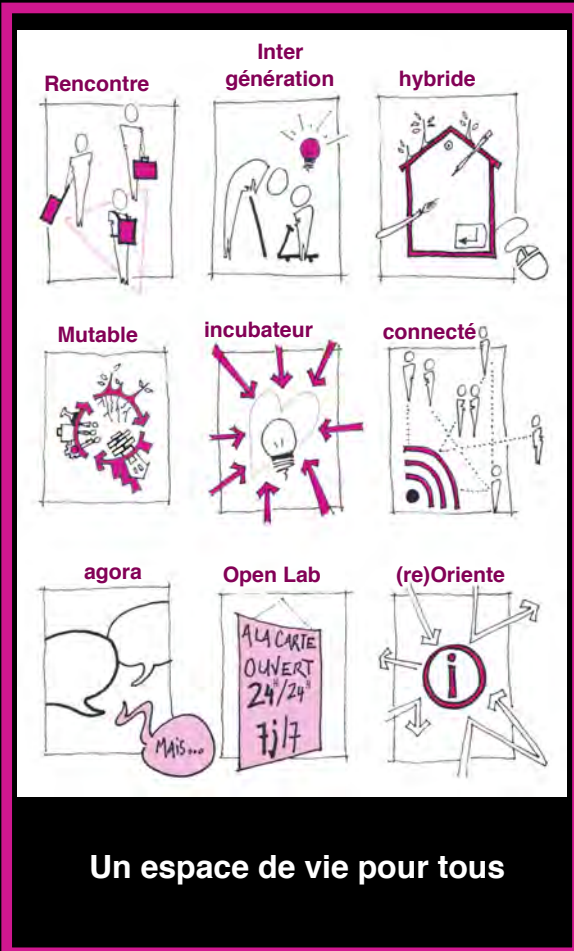 Rencontre
Inter
génération
hybride
Mutable
incubateur
connecté
agora
Open Lab
(re)Oriente
MAIS...
A LA CARTE
OUVERT
24H/24H
7j/7
i
Un espace de vie pour tous